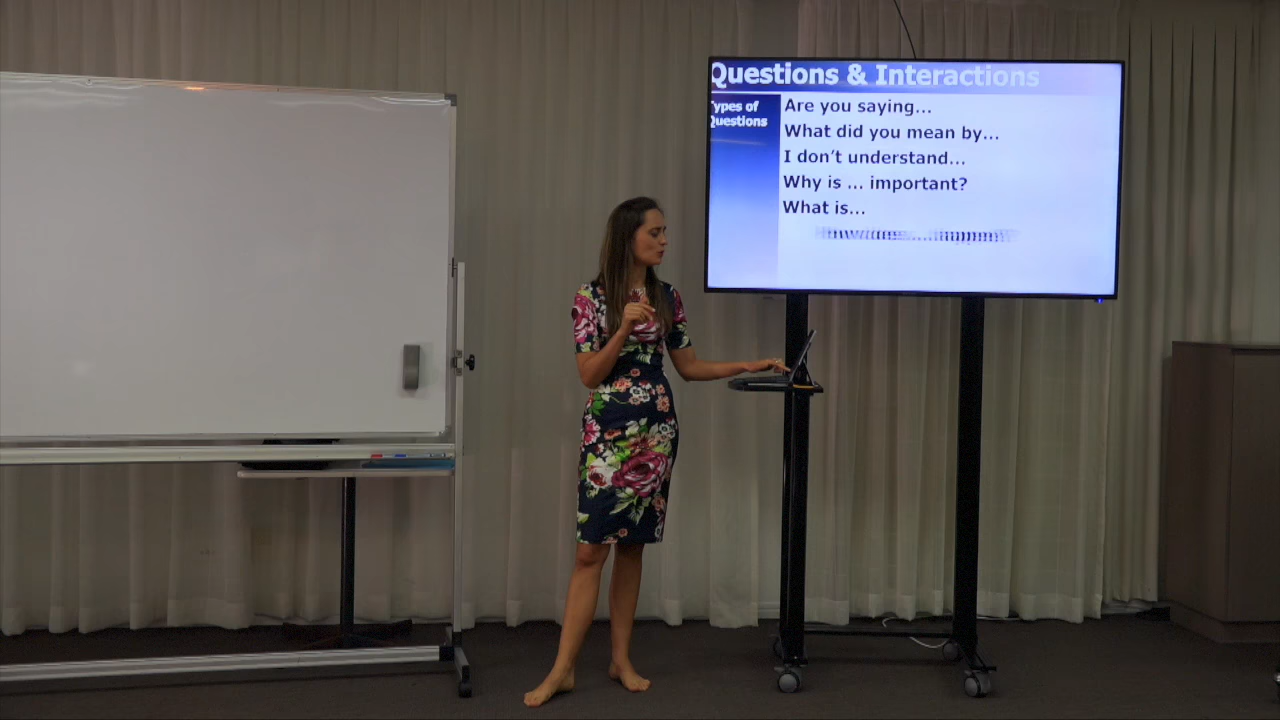 Questions & Interactions
Types of
Questions
Are you saying...
What did you mean by...
I don't understand...
Why is ... important?
What is...